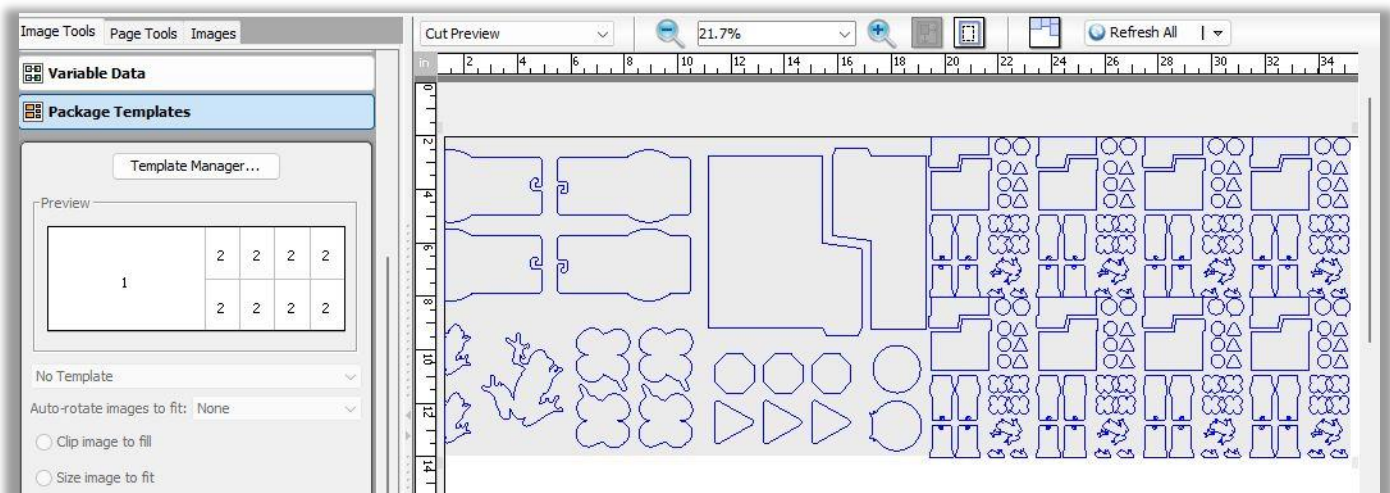 Image Tools Page Tools Images
Variable Data
Package Templates
Template Manager...
Preview
1
2 2 2 2
2 2 2 2
No Template
Auto-rotate images to fit: None
Clip image to fill
Size image to fit
Cut Preview 21.7% Refresh All
in 2 4 6 8 10 12 14 16 18 20 22 24 26 28 30 32 34
0
2
4
6
8
10
12
14